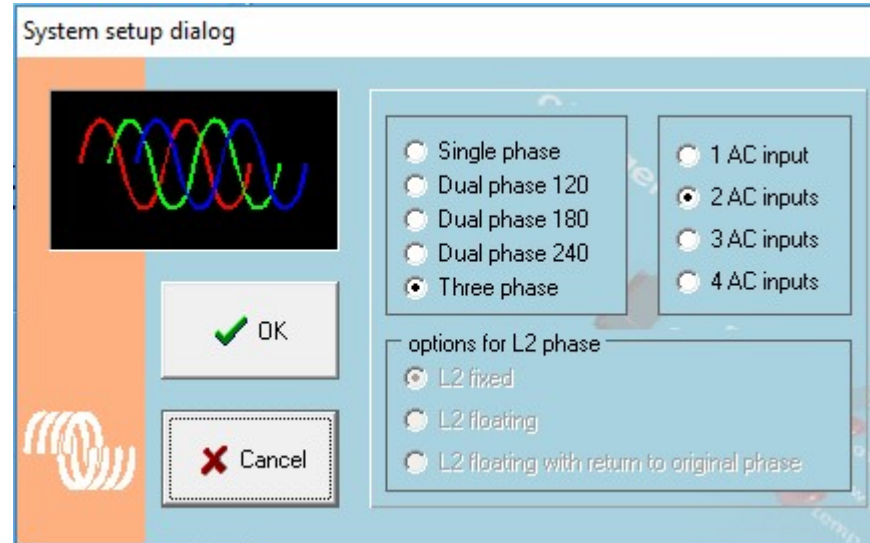 System setup dialog
Single phase
Dual phase 120
Dual phase 180
Dual phase 240
Three phase
1 AC input
2 AC inputs
3 AC inputs
4 AC inputs
OK
Cancel
options for L2 phase
L2 fixed
L2 floating
L2 floating with return to original phase